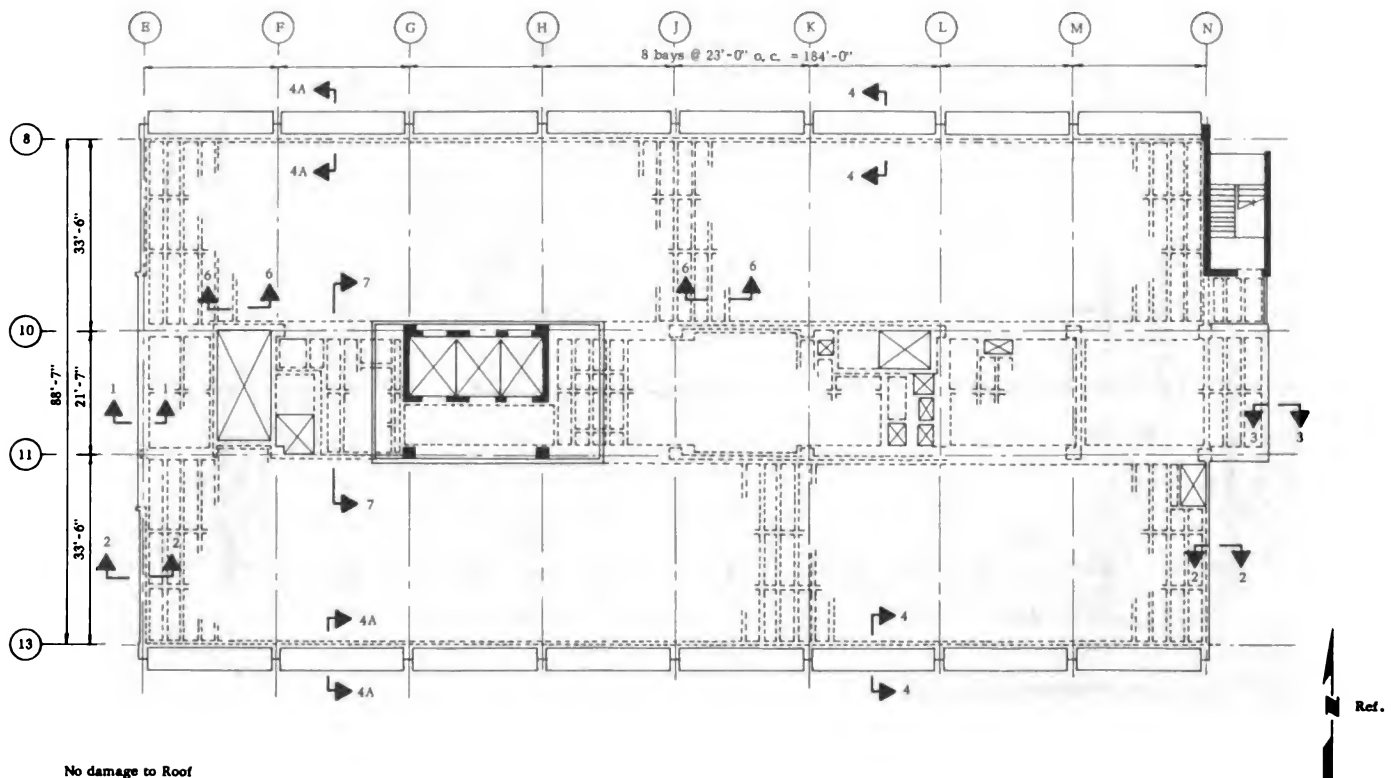 E F G H J K L M N
8 bays @ 23'-0" o.c. = 184'-0"
4A 4
8
4A 4
33'-6"
6 6 7 6 6
10
88'-7"
21'-7"
1 1
3 3
11
7
33'-6"
2 2 2 2
4A 4
13
4A 4
N Ref.
No damage to Roof